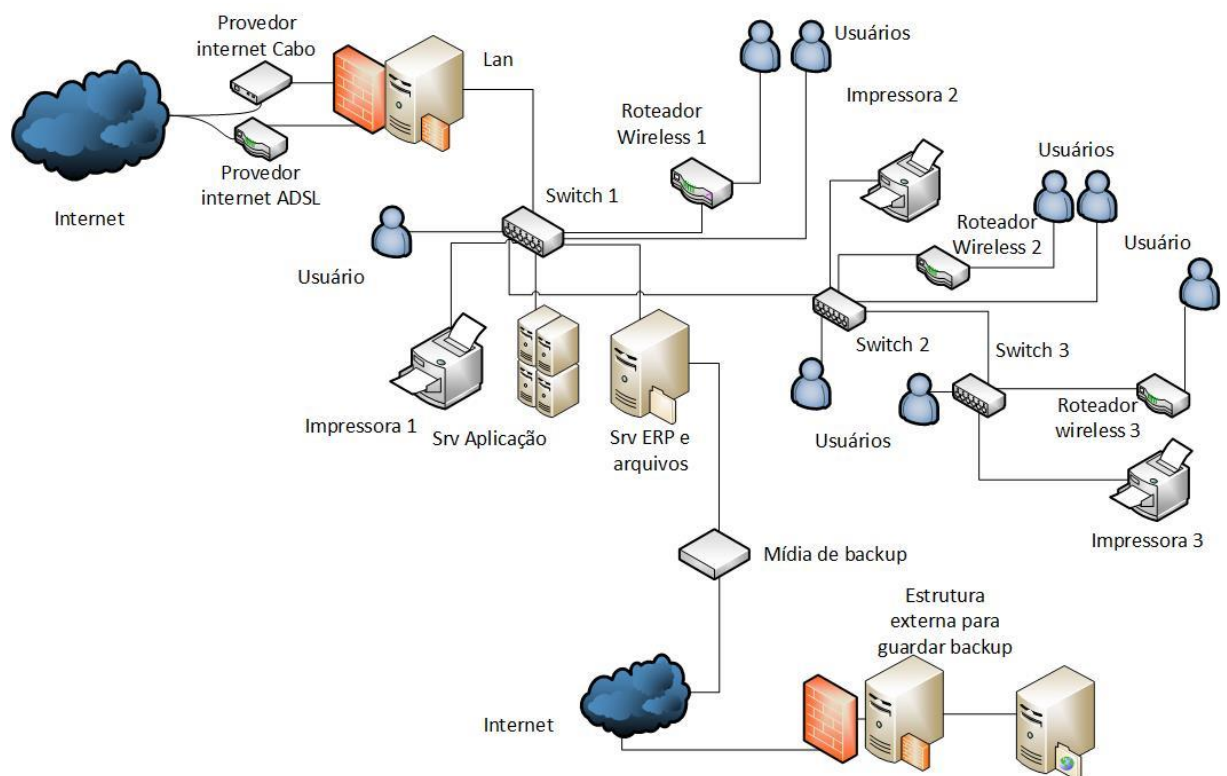 Provedor
internet Cabo
Lan
Usuários
Impressora 2
Roteador
Wireless 1
Provedor
internet ADSL
Internet
Switch 1
Usuário
Usuários
Roteador
Wireless 2
Usuário
Switch 2
Switch 3
Impressora 1
Srv Aplicação
Srv ERP e
arquivos
Usuários
Roteador
wireless 3
Impressora 3
Mídia de backup
Estrutura
externa para
guardar backup
Internet